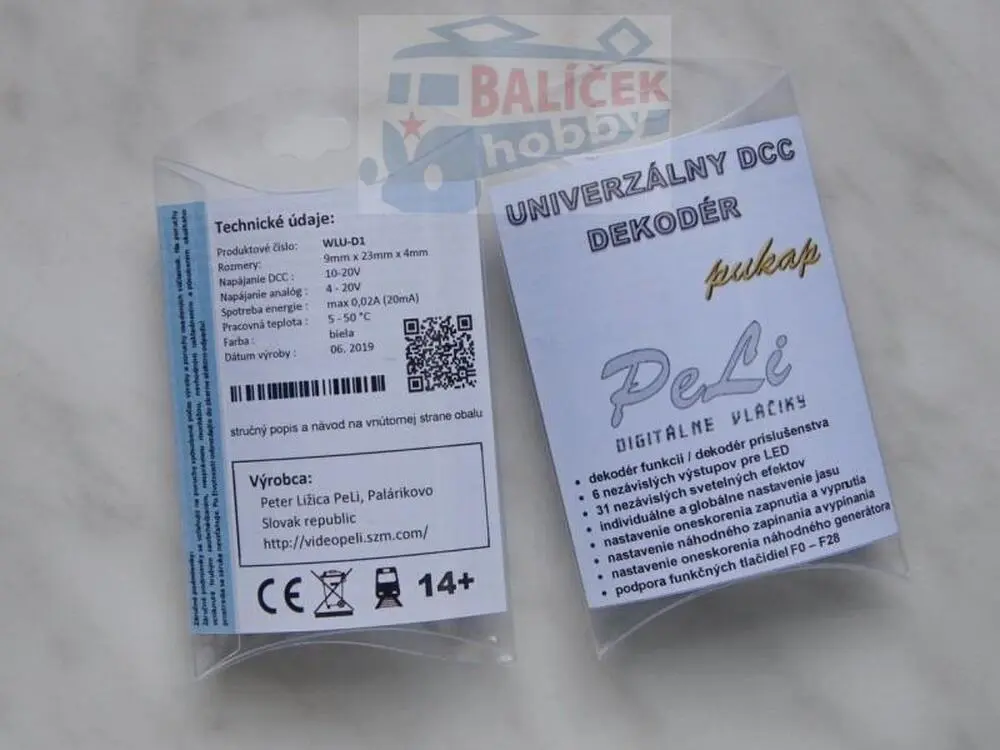 BALÍČEK
hobby
Technické údaje:
Produktové číslo: WLU-D1
Rozmery: 9mm x 23mm x 4mm
Napájanie DCC : 10-20V
Napájanie analóg : 4 - 20V
Spotreba energie : max 0,02A (20mA)
Pracovná teplota : 5 - 50 °C
Farba : biela
Dátum výroby : 06. 2019
stručný popis a návod na vnútornej strane obalu
Výrobca:
Peter Ližica PeLi, Palárikovo
Slovak republic
http://videopeli.szm.com/
CE
14+
Záručné podmienky:
UNIVERZÁLNY DCC
DEKODÉR
pukap
PeLi
DIGITÁLNE VLÁČIKY
• dekodér funkcií / dekodér príslušenstva
• 6 nezávislých výstupov pre LED
• 31 nezávislých svetelných efektov
• individuálne a globálne nastavenie jasu
• nastavenie oneskorenia zapnutia a vypnutia
• nastavenie náhodného zapínania a vypínania
• nastavenie oneskorenia náhodného generátora
• podpora funkčných tlačidiel F0 – F28